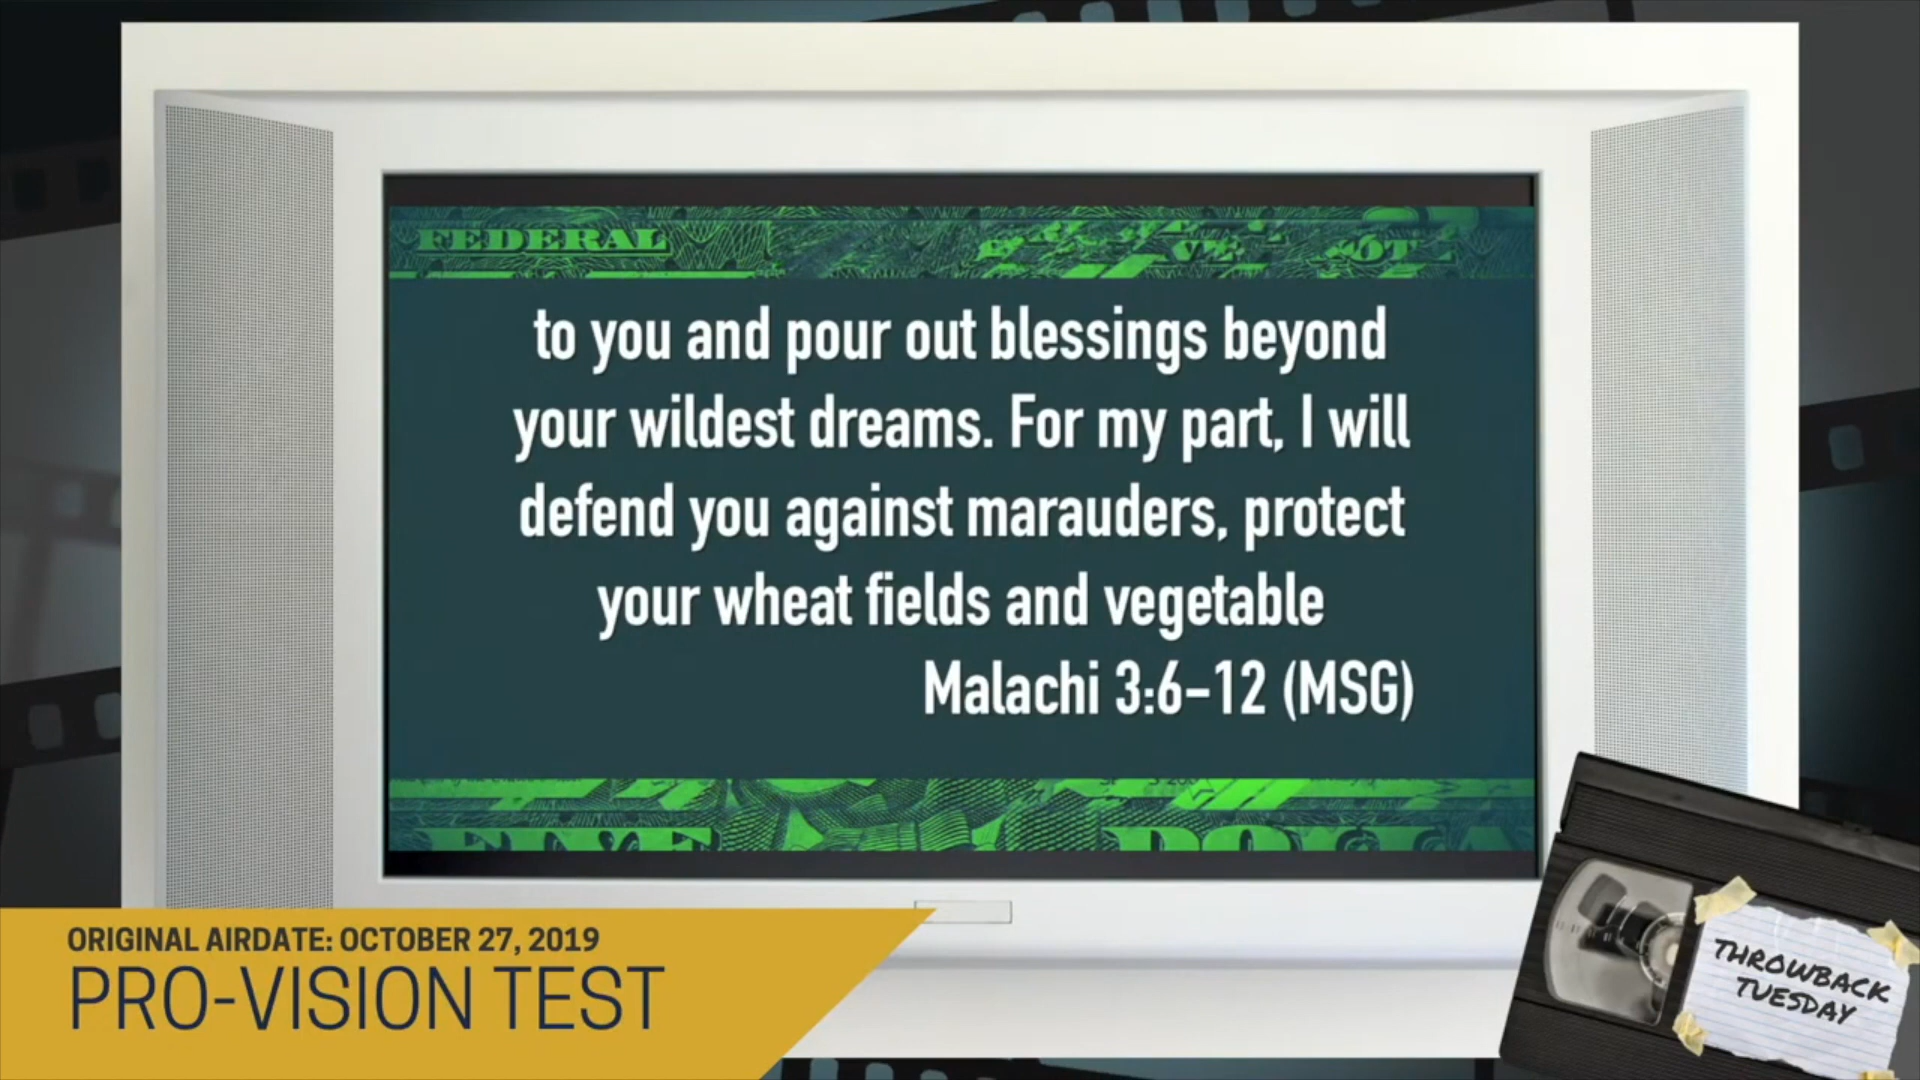 FEDERAL
to you and pour out blessings beyond
your wildest dreams. For my part, I will
defend you against marauders, protect
your wheat fields and vegetable
Malachi 3:6-12 (MSG)
FIVE
ORIGINAL AIRDATE: OCTOBER 27, 2019
PRO-VISION TEST
THROWBACK
TUESDAY